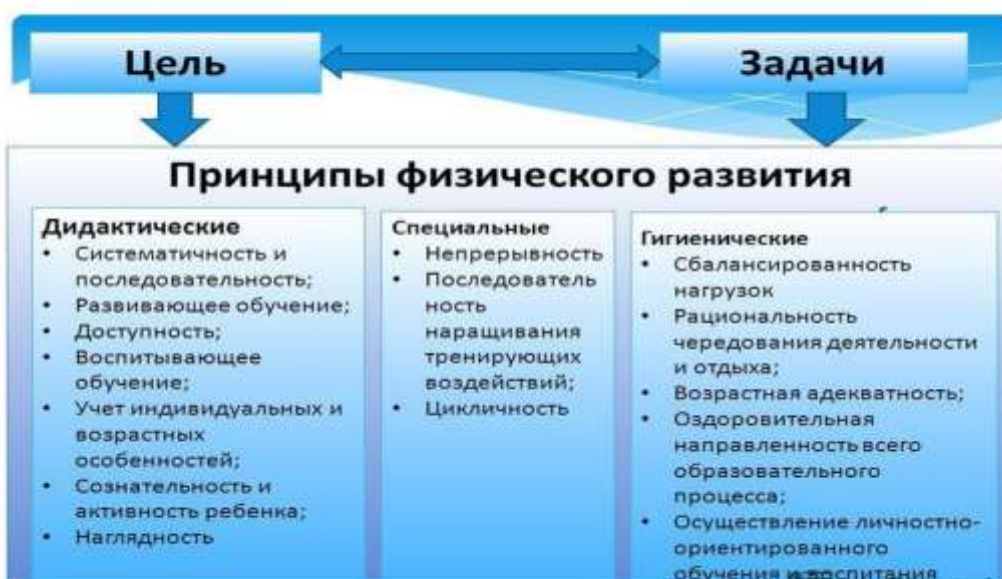 Цель
Задачи
Принципы физического развития
Дидактические
• Систематичность и
последовательность;
• Развивающее обучение;
• Доступность;
• Воспитывающее
обучение;
• Учет индивидуальных и
возрастных
особенностей;
• Сознательность и
активность ребенка;
• Наглядность
Специальные
• Непрерывность
• Последователь
ность
наращивания
тренирующих
воздействий;
• Цикличность
Гигиенические
• Сбалансированность
нагрузок
• Рациональность
чередования деятельности
и отдыха;
• Возрастная адекватность;
• Оздоровительная
направленность всего
образовательного
процесса;
• Осуществление личностно-
ориентированного
обучения и воспитания